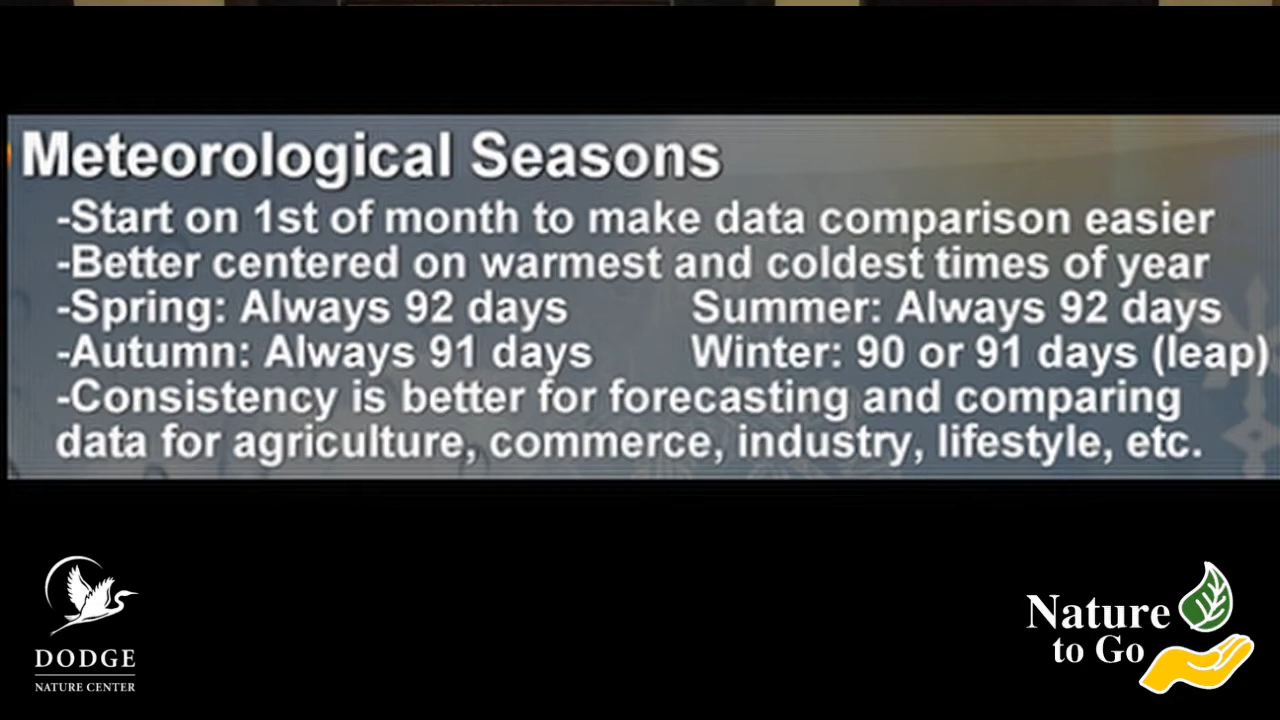 Meteorological Seasons
-Start on 1st of month to make data comparison easier
-Better centered on warmest and coldest times of year
-Spring: Always 92 days Summer: Always 92 days
-Autumn: Always 91 days Winter: 90 or 91 days (leap)
-Consistency is better for forecasting and comparing
data for agriculture, commerce, industry, lifestyle, etc.
DODGE
NATURE CENTER
Nature
to Go